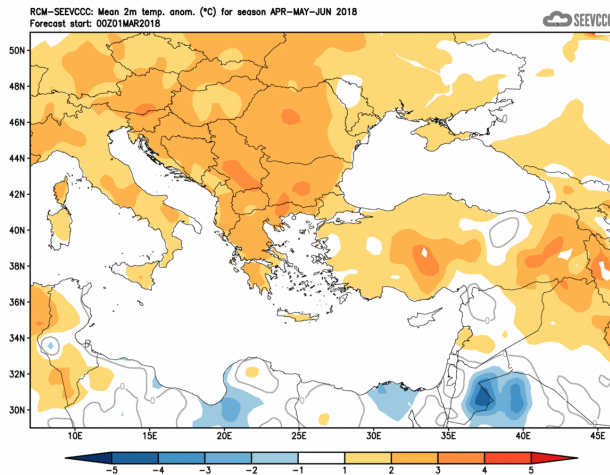 RCM-SEEVCCC: Mean 2m temp. anom. (°C) for season APR-MAY-JUN 2018
Forecast start: 00Z01MAR2018
SEEVCCC
50N
48N
46N
44N
42N
40N
38N
36N
34N
32N
30N
10E 15E 20E 25E 30E 35E 40E 45E
-5 -4 -3 -2 -1 1 2 3 4 5